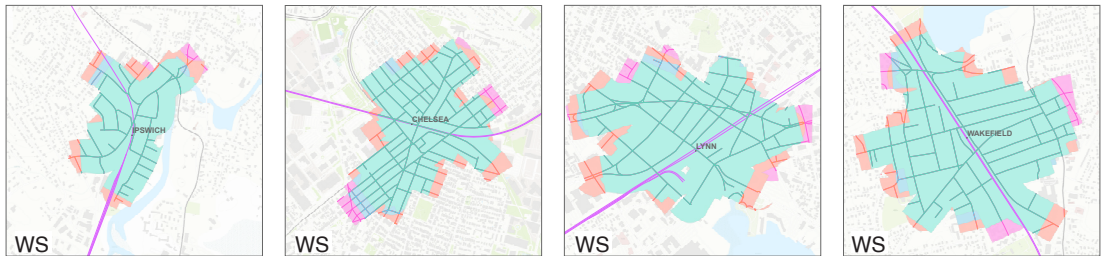 IPSWICH
WS
CHELSEA
WS
LYNN
WS
WAKEFIELD
WS